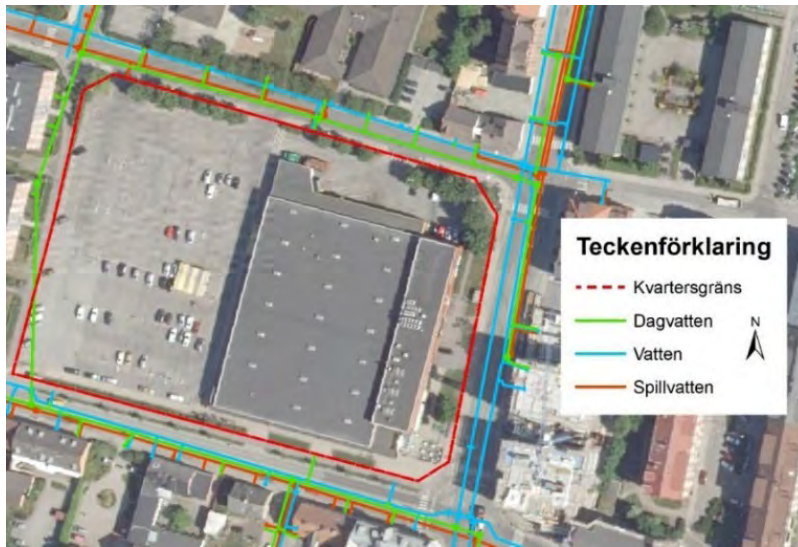 Teckenförklaring
Kvartersgräns
Dagvatten
Vatten
Spillvatten
N